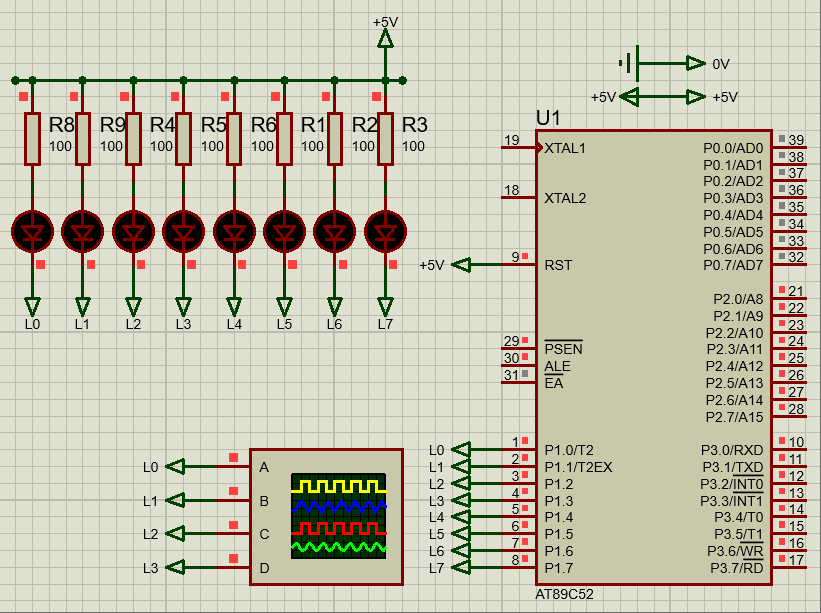 +5V
0V
+5V +5V
R8 R9 R4 R5 R6 R1 R2 R3
100 100 100 100 100 100 100 100
L0 L1 L2 L3 L4 L5 L6 L7
U1
19 XTAL1 P0.0/AD0 39
P0.1/AD1 38
P0.2/AD2 37
18 XTAL2 P0.3/AD3 36
P0.4/AD4 35
P0.5/AD5 34
P0.6/AD6 33
+5V 9 RST P0.7/AD7 32
P2.0/A8 21
P2.1/A9 22
P2.2/A10 23
29 PSEN P2.3/A11 24
30 ALE P2.4/A12 25
31 EA P2.5/A13 26
P2.6/A14 27
P2.7/A15 28
L0 1 P1.0/T2 P3.0/RXD 10
L1 2 P1.1/T2EX P3.1/TXD 11
L2 3 P1.2 P3.2/INT0 12
L3 4 P1.3 P3.3/INT1 13
L4 5 P1.4 P3.4/T0 14
L5 6 P1.5 P3.5/T1 15
L6 7 P1.6 P3.6/WR 16
L7 8 P1.7 P3.7/RD 17
AT89C52
L0 A
L1 B
L2 C
L3 D